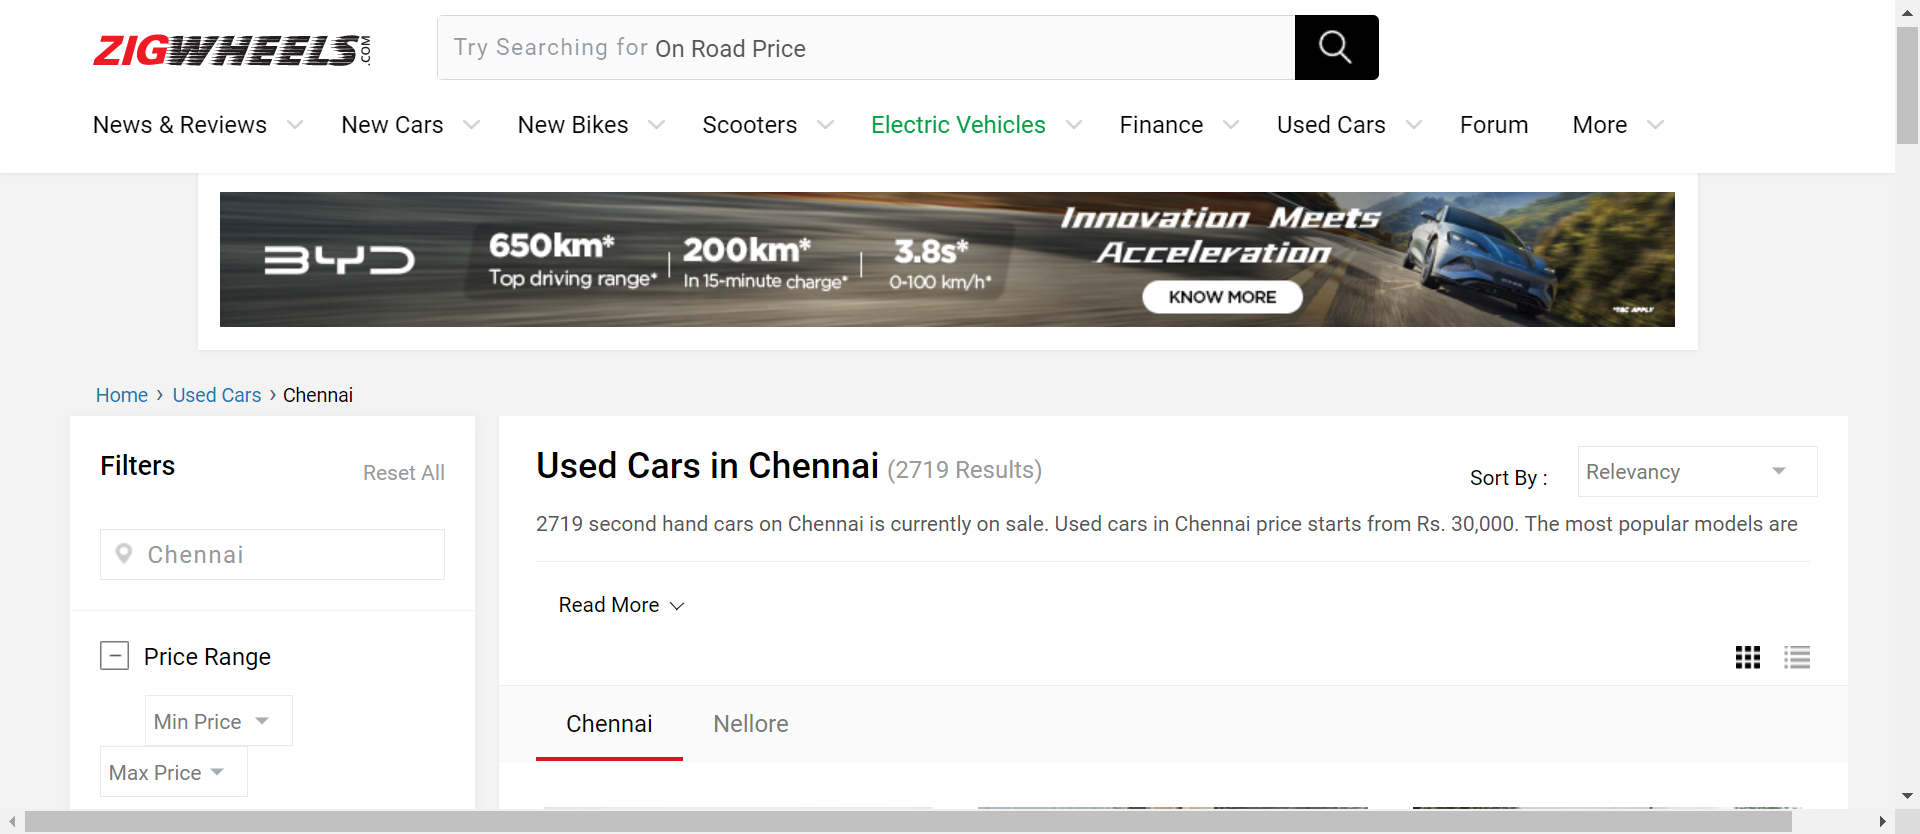 ZIGWHEELS.COM
Try Searching for On Road Price
News & Reviews New Cars New Bikes Scooters Electric Vehicles Finance Used Cars Forum More
BYD
650km* 200km* 3.8s*
Top driving range* In 15-minute charge* 0-100 km/h*
Innovation Meets
Acceleration
KNOW MORE
*T&C APPLY
Home › Used Cars › Chennai
Filters
Reset All
Chennai
Price Range
Min Price
Max Price
Used Cars in Chennai (2719 Results)
Sort By : Relevancy
2719 second hand cars on Chennai is currently on sale. Used cars in Chennai price starts from Rs. 30,000. The most popular models are
Read More
Chennai Nellore